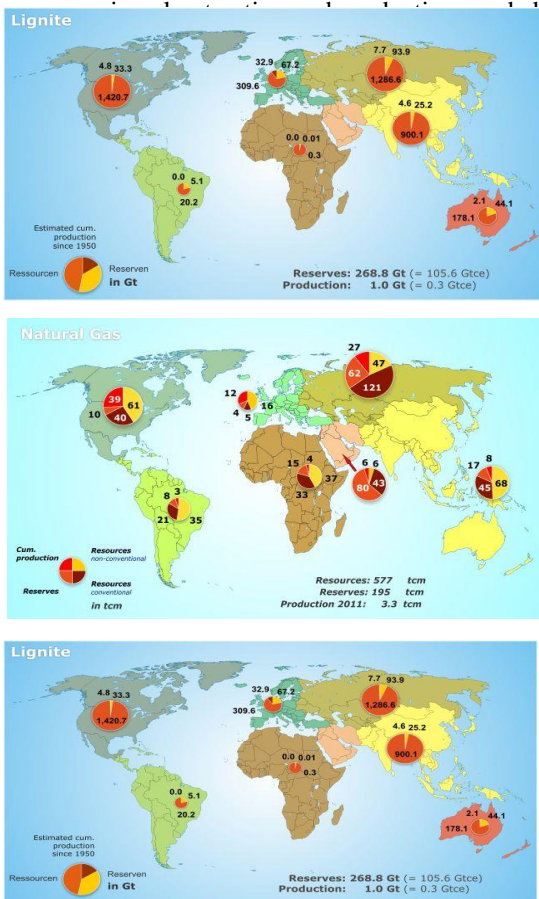 Lignite
4.8 33.3
1,420.7
32.9 67.2
309.6
7.7 93.9
1,286.6
4.6 25.2
900.1
0.0 0.01
0.3
0.0
5.1
20.2
2.1 44.1
178.1
Estimated cum.
production
since 1950
Ressourcen
Reserven
in Gt
Reserves: 268.8 Gt (= 105.6 Gtce)
Production: 1.0 Gt (= 0.3 Gtce)
Natural Gas
27
62 47
121
39 61
10 40
12
16
4 5
15 4
37
33
6 6
80 43
17 8
45 68
8 3
21 35
Cum.
production
Resources
non-conventional
Reserves
Resources
conventional
in tcm
Resources: 577 tcm
Reserves: 195 tcm
Production 2011: 3.3 tcm
Lignite
4.8 33.3
1,420.7
32.9 67.2
309.6
7.7 93.9
1,286.6
4.6 25.2
900.1
0.0 0.01
0.3
0.0
5.1
20.2
2.1 44.1
178.1
Estimated cum.
production
since 1950
Ressourcen
Reserven
in Gt
Reserves: 268.8 Gt (= 105.6 Gtce)
Production: 1.0 Gt (= 0.3 Gtce)